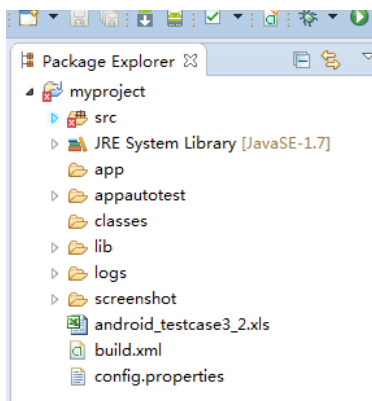 Package Explorer
myproject
src
JRE System Library [JavaSE-1.7]
app
appautotest
classes
lib
logs
screenshot
android_testcase3_2.xls
build.xml
config.properties